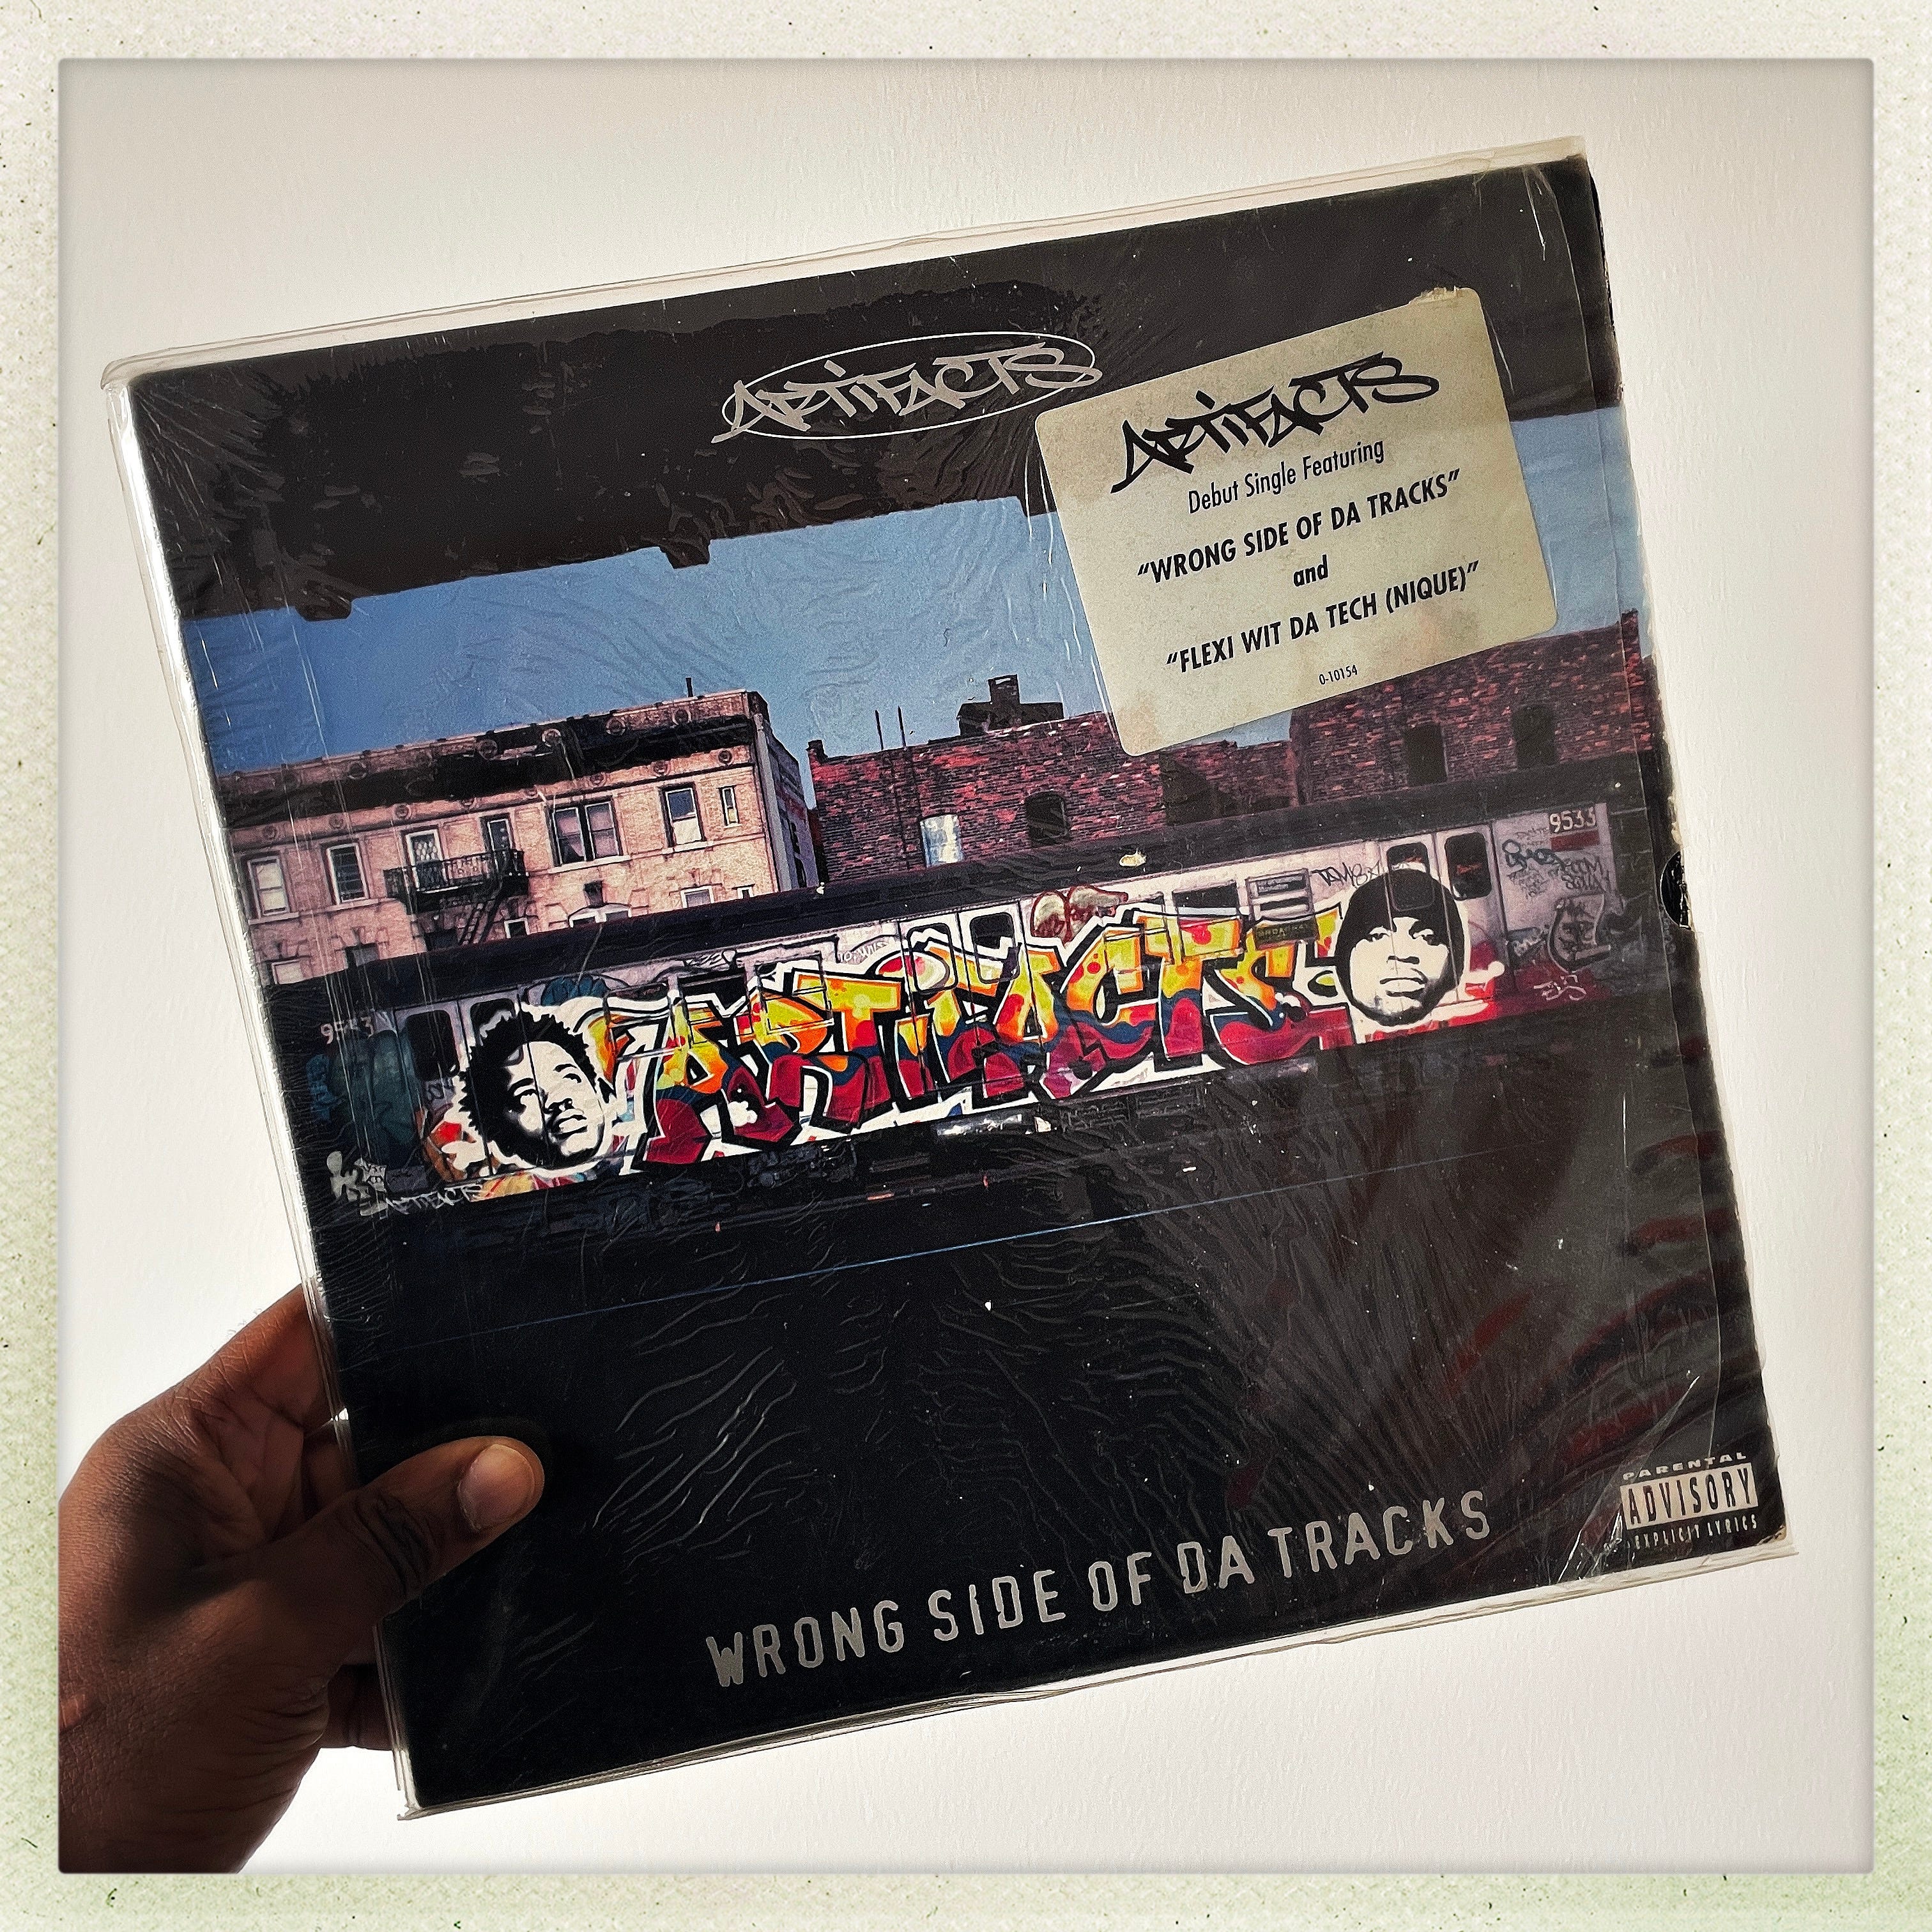 ARTIFACTS
ARTIFACTS
Debut Single Featuring
"WRONG SIDE OF DA TRACKS"
and
"FLEXI WIT DA TECH (NIQUE)"
0-10154
9533
ARTIFACTS
ARTIFACTS
WRONG SIDE OF DA TRACKS
PARENTAL
ADVISORY
EXPLICIT LYRICS